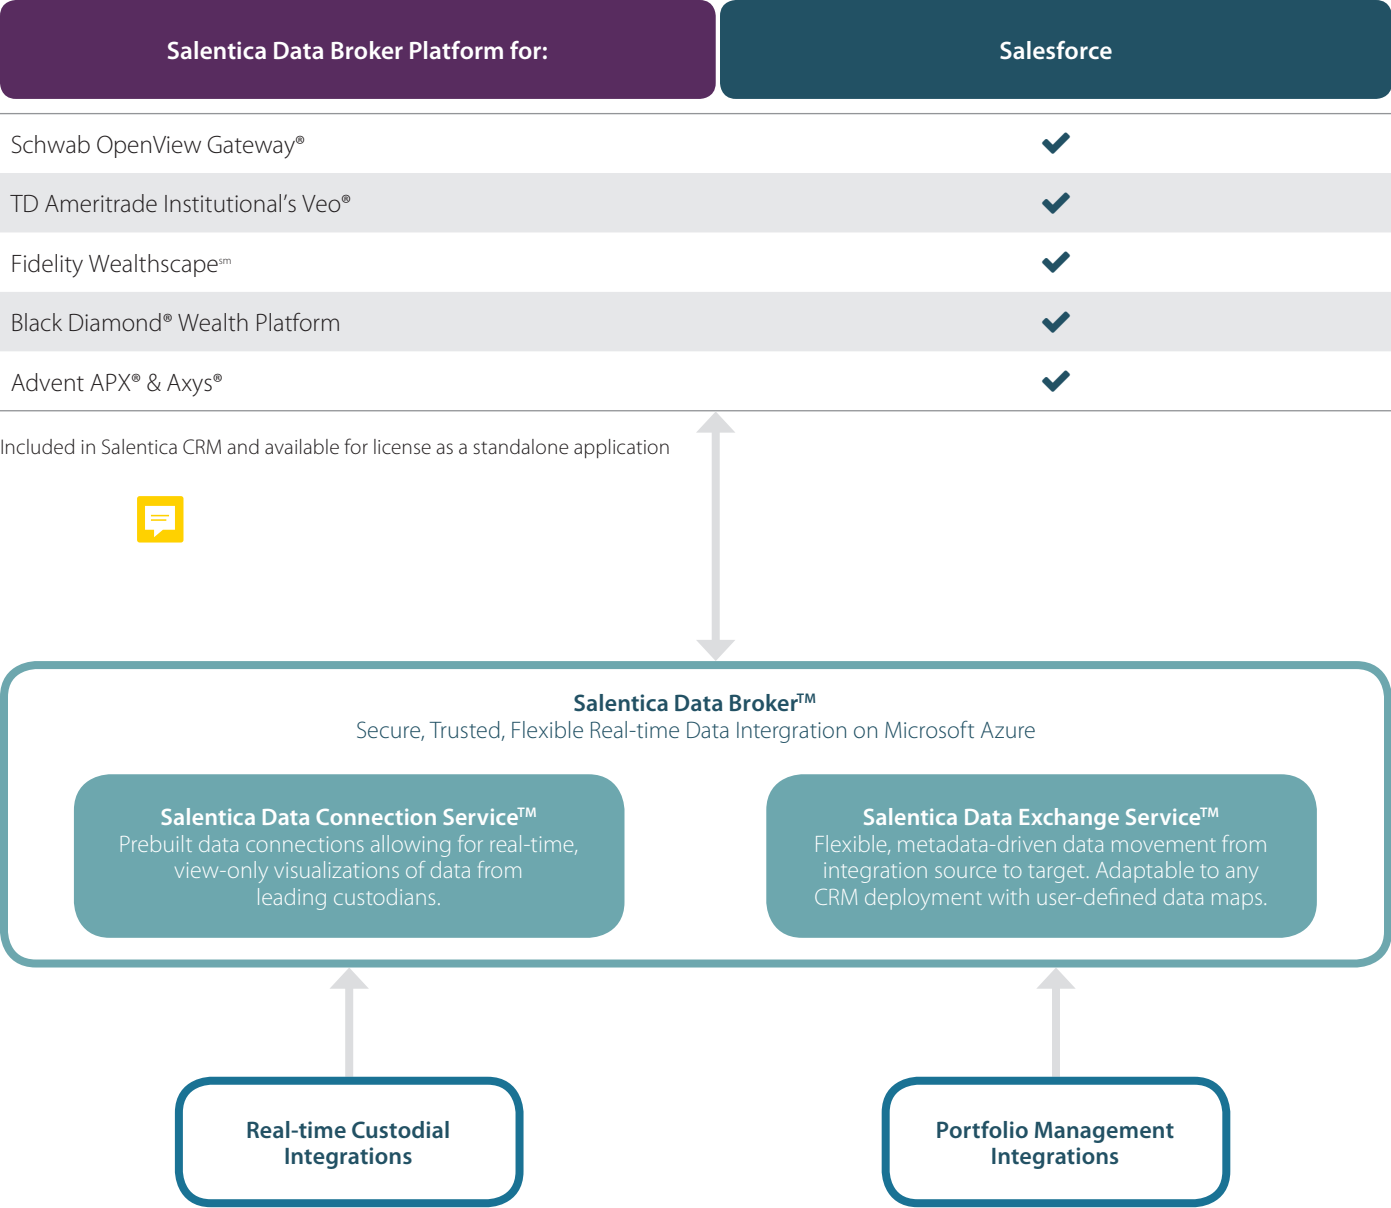 Salentica Data Broker Platform for:
Salesforce
Schwab OpenView Gateway®
TD Ameritrade Institutional’s Veo®
Fidelity Wealthscape℠
Black Diamond® Wealth Platform
Advent APX® & Axys®
Included in Salentica CRM and available for license as a standalone application
Salentica Data Broker™
Secure, Trusted, Flexible Real-time Data Intergration on Microsoft Azure
Salentica Data Connection Service™
Prebuilt data connections allowing for real-time,
view-only visualizations of data from
leading custodians.
Salentica Data Exchange Service™
Flexible, metadata-driven data movement from
integration source to target. Adaptable to any
CRM deployment with user-defined data maps.
Real-time Custodial
Integrations
Portfolio Management
Integrations